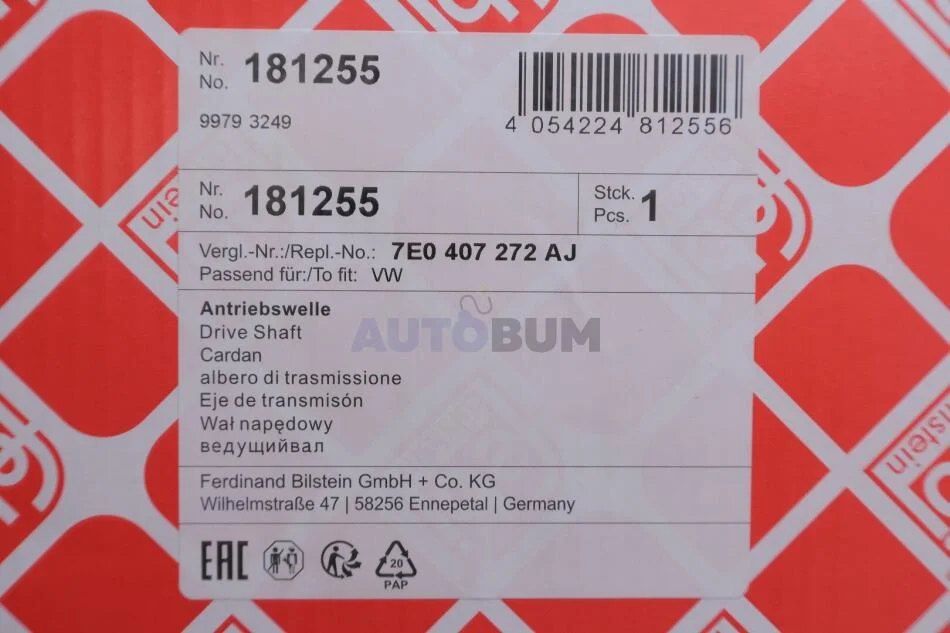 Nr.
No. 181255
9979 3249
4 054224 812556
Nr.
No. 181255
Stck.
Pcs. 1
Vergl.-Nr.:/Repl.-No.: 7E0 407 272 AJ
Passend für:/To fit: VW
Antriebswelle
Drive Shaft
Cardan
albero di trasmissione
Eje de transmisón
Wał napędowy
ведущийвал
AUTOBUM
Ferdinand Bilstein GmbH + Co. KG
Wilhelmstraße 47 | 58256 Ennepetal | Germany
EAC
20
PAP
stein
ilstein